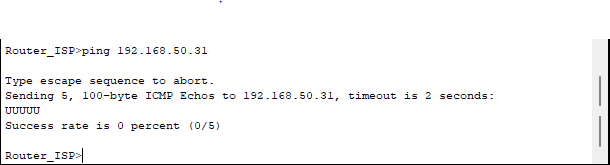 Router_ISP>ping 192.168.50.31
Type escape sequence to abort.
Sending 5, 100-byte ICMP Echos to 192.168.50.31, timeout is 2 seconds:
UUUUU
Success rate is 0 percent (0/5)
Router_ISP>